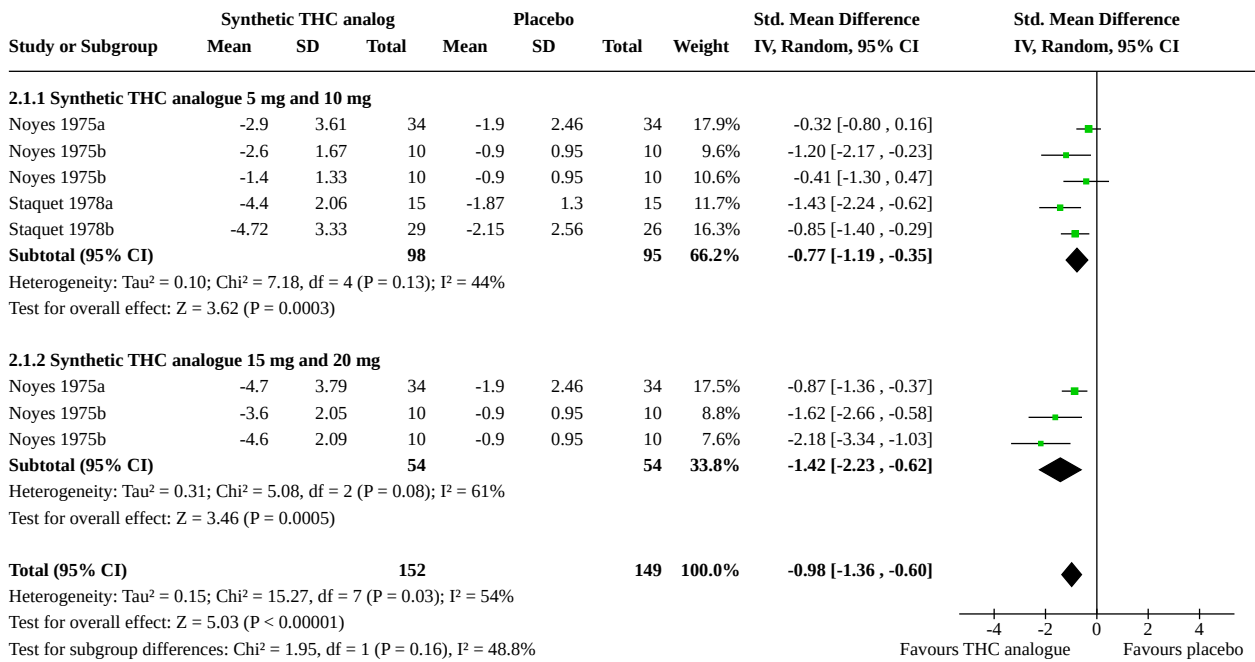 Synthetic THC analog Placebo Std. Mean Difference Std. Mean Difference
Study or Subgroup Mean SD Total Mean SD Total Weight IV, Random, 95% CI IV, Random, 95% CI
2.1.1 Synthetic THC analogue 5 mg and 10 mg
Noyes 1975a -2.9 3.61 34 -1.9 2.46 34 17.9% -0.32 [-0.80 , 0.16]
Noyes 1975b -2.6 1.67 10 -0.9 0.95 10 9.6% -1.20 [-2.17 , -0.23]
Noyes 1975b -1.4 1.33 10 -0.9 0.95 10 10.6% -0.41 [-1.30 , 0.47]
Staquet 1978a -4.4 2.06 15 -1.87 1.3 15 11.7% -1.43 [-2.24 , -0.62]
Staquet 1978b -4.72 3.33 29 -2.15 2.56 26 16.3% -0.85 [-1.40 , -0.29]
Subtotal (95% CI) 98 95 66.2% -0.77 [-1.19 , -0.35]
Heterogeneity: Tau² = 0.10; Chi² = 7.18, df = 4 (P = 0.13); I² = 44%
Test for overall effect: Z = 3.62 (P = 0.0003)
2.1.2 Synthetic THC analogue 15 mg and 20 mg
Noyes 1975a -4.7 3.79 34 -1.9 2.46 34 17.5% -0.87 [-1.36 , -0.37]
Noyes 1975b -3.6 2.05 10 -0.9 0.95 10 8.8% -1.62 [-2.66 , -0.58]
Noyes 1975b -4.6 2.09 10 -0.9 0.95 10 7.6% -2.18 [-3.34 , -1.03]
Subtotal (95% CI) 54 54 33.8% -1.42 [-2.23 , -0.62]
Heterogeneity: Tau² = 0.31; Chi² = 5.08, df = 2 (P = 0.08); I² = 61%
Test for overall effect: Z = 3.46 (P = 0.0005)
Total (95% CI) 152 149 100.0% -0.98 [-1.36 , -0.60]
Heterogeneity: Tau² = 0.15; Chi² = 15.27, df = 7 (P = 0.03); I² = 54%
Test for overall effect: Z = 5.03 (P < 0.00001)
Test for subgroup differences: Chi² = 1.95, df = 1 (P = 0.16), I² = 48.8%
-4 -2 0 2 4
Favours THC analogue Favours placebo